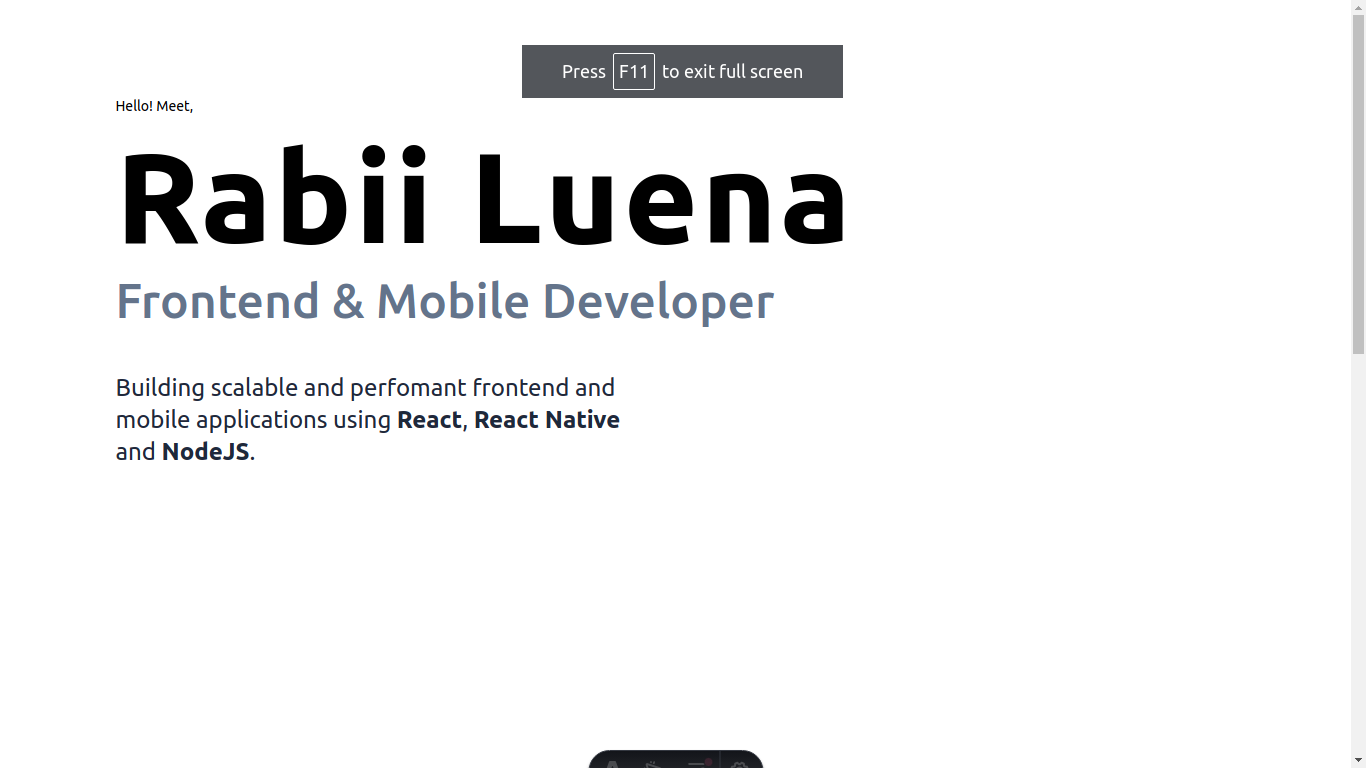 Press F11 to exit full screen
Hello! Meet,
Rabii Luena
Frontend & Mobile Developer
Building scalable and perfomant frontend and
mobile applications using React, React Native
and NodeJS.